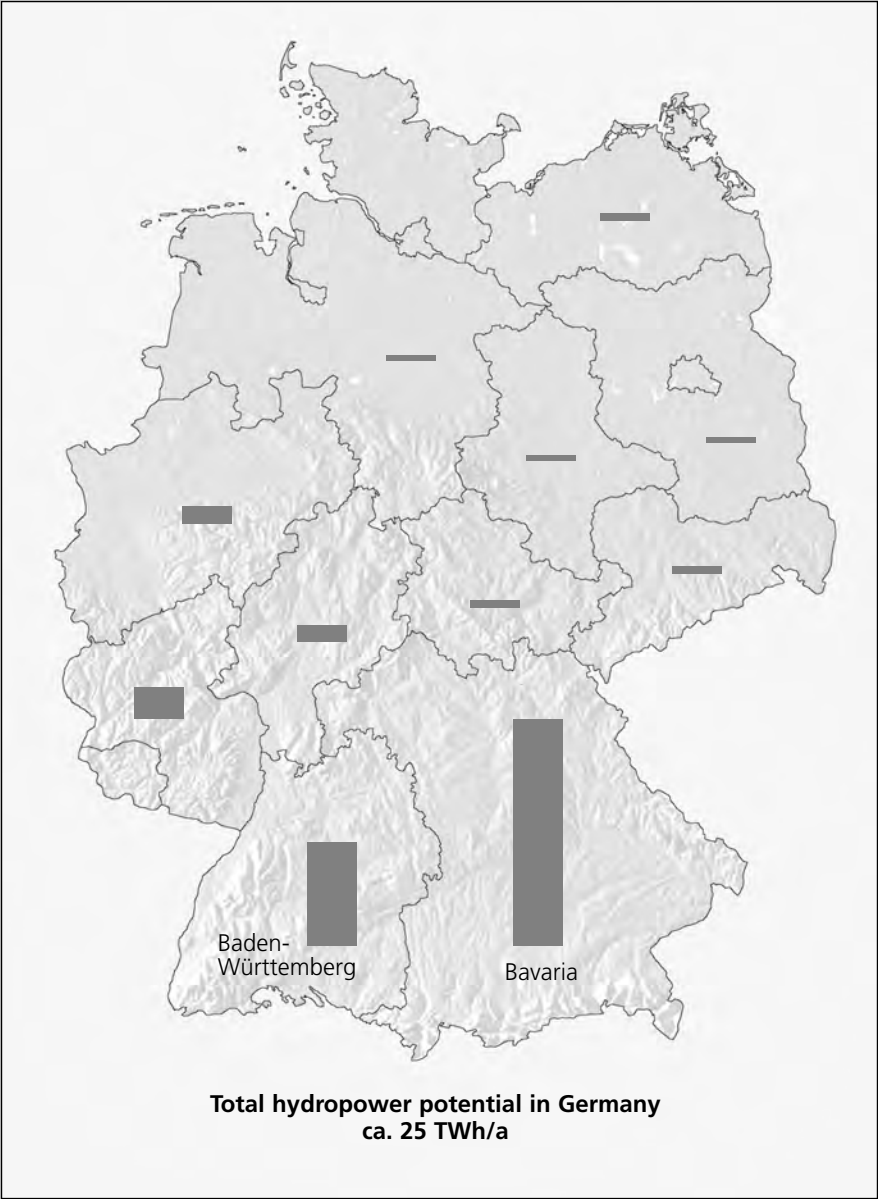 Baden-
Württemberg
Bavaria
Total hydropower potential in Germany
ca. 25 TWh/a